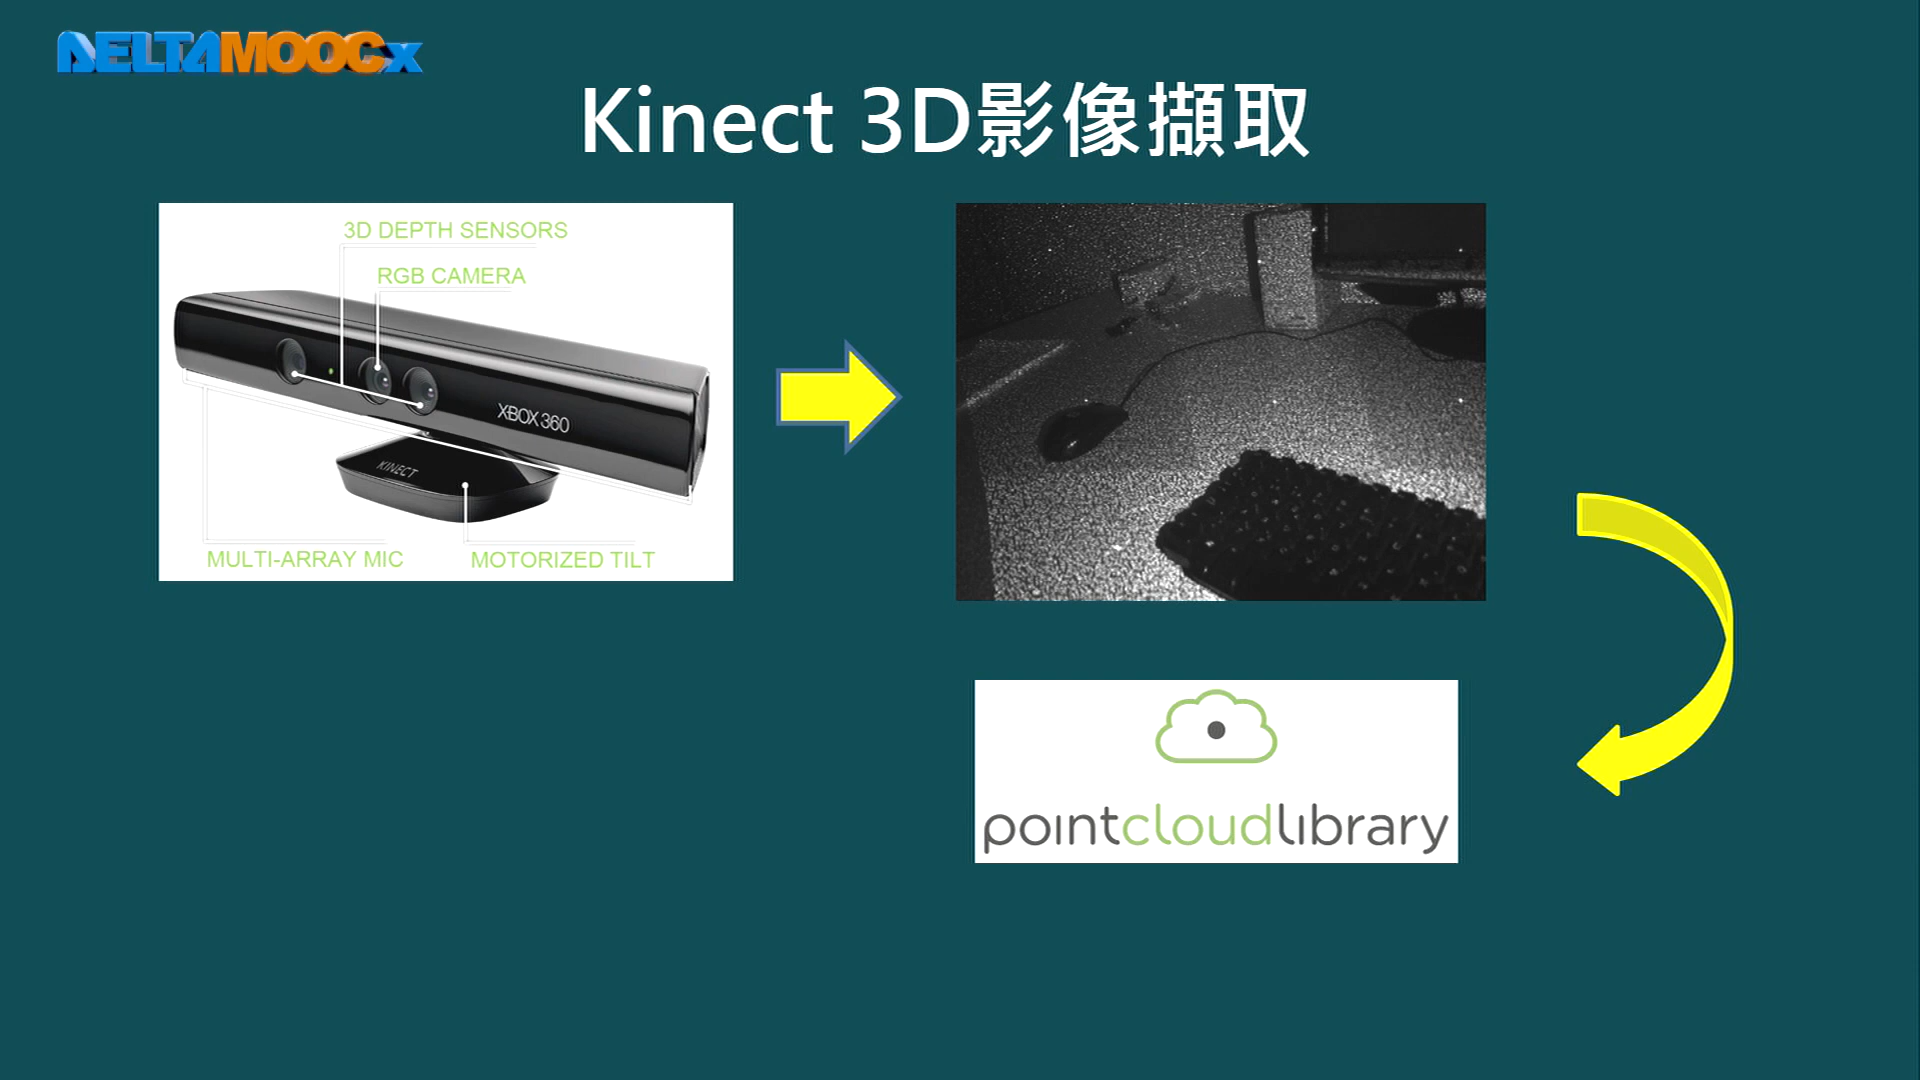 DELTAMOOCx
Kinect 3D影像擷取
3D DEPTH SENSORS
RGB CAMERA
XBOX 360
KINECT
MULTI-ARRAY MIC
MOTORIZED TILT
pointcloudlibrary